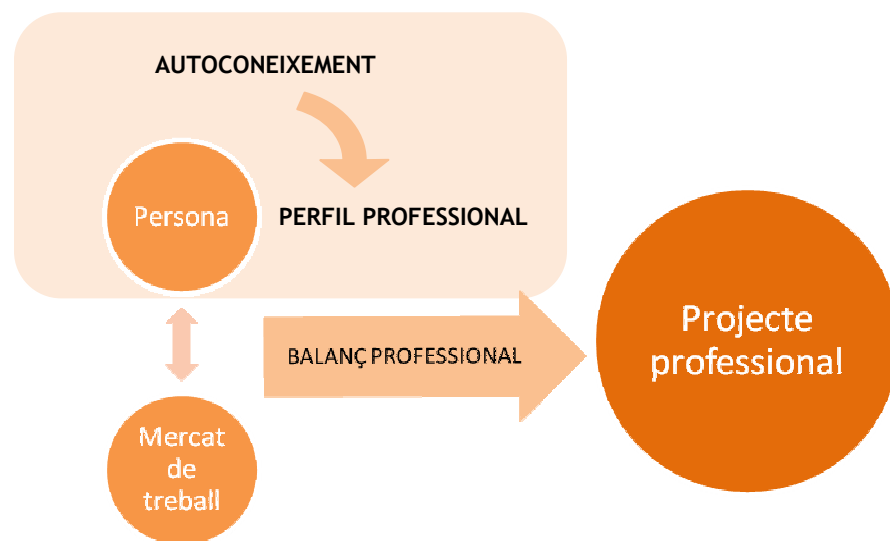 AUTOCONEIXEMENT
Persona
PERFIL PROFESSIONAL
BALANÇ PROFESSIONAL
Projecte
professional
Mercat
de
treball